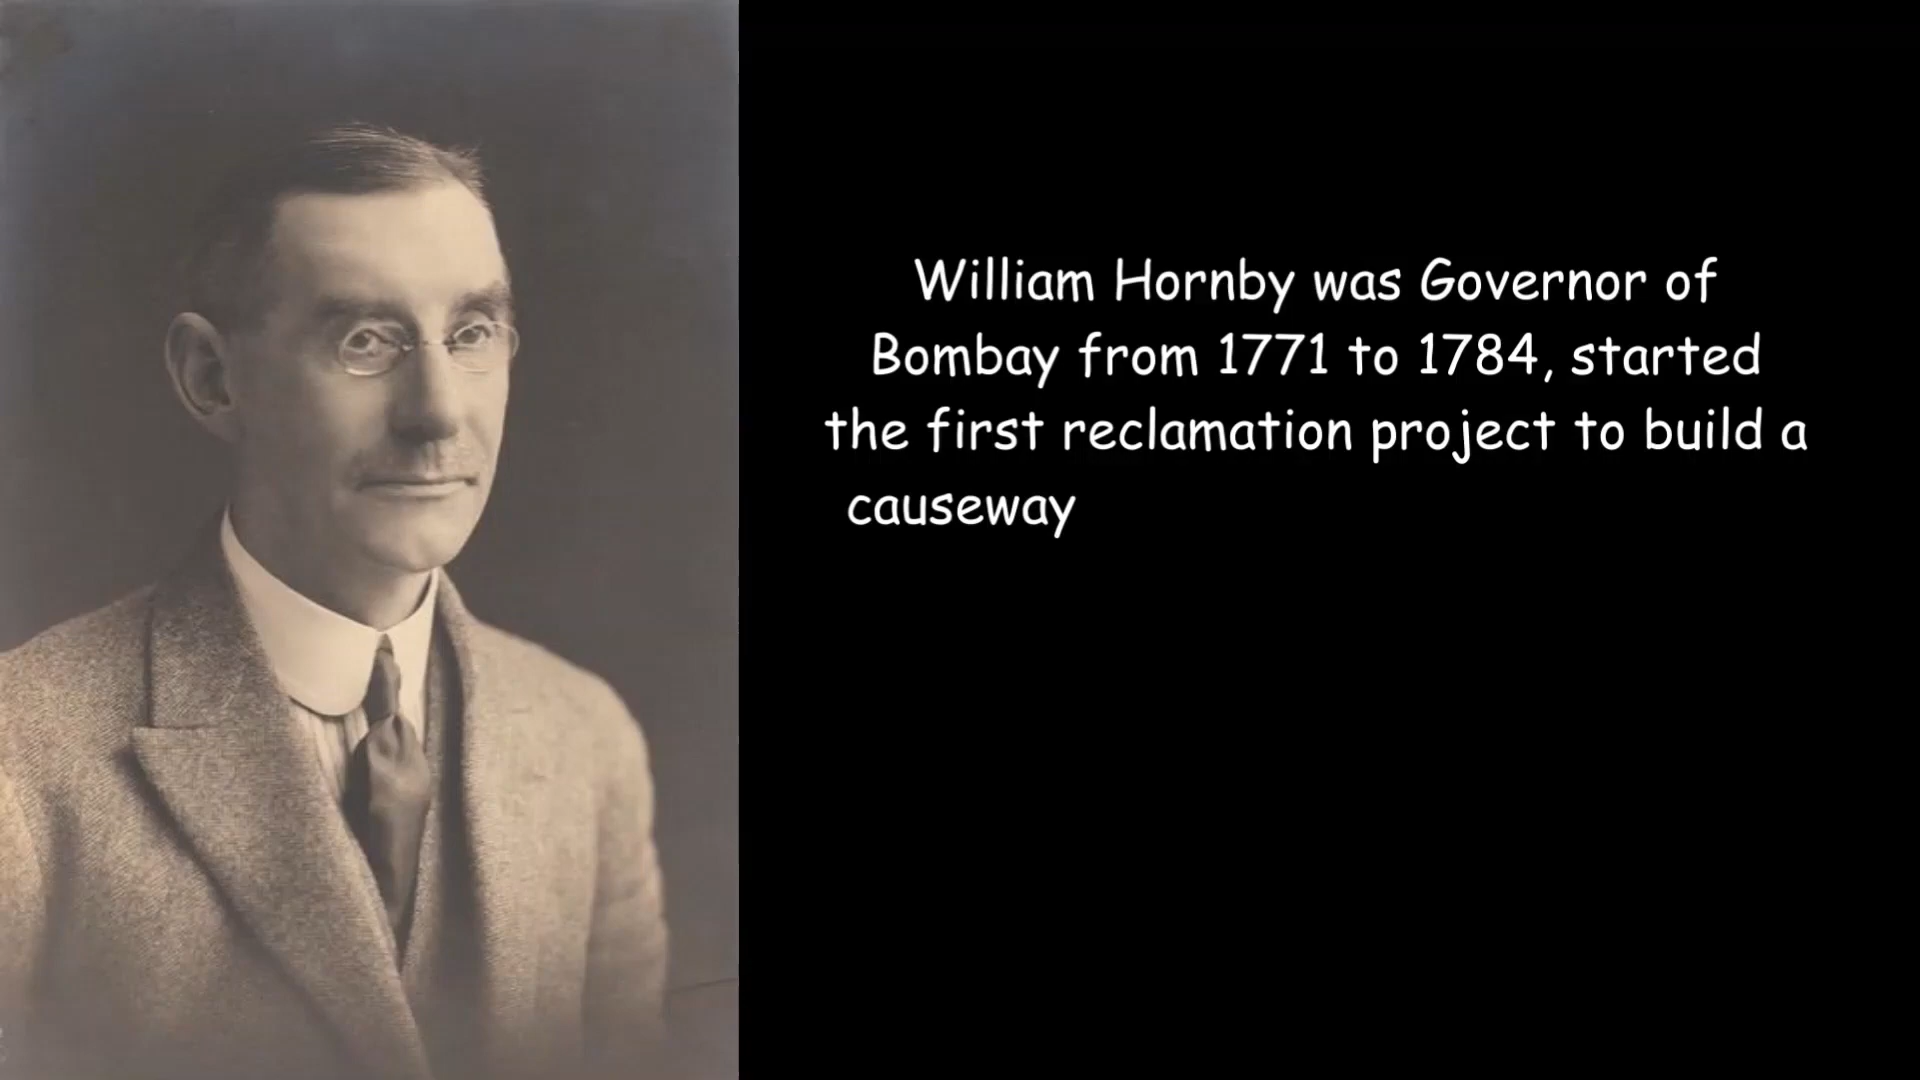 William Hornby was Governor of
Bombay from 1771 to 1784, started
the first reclamation project to build a
causeway